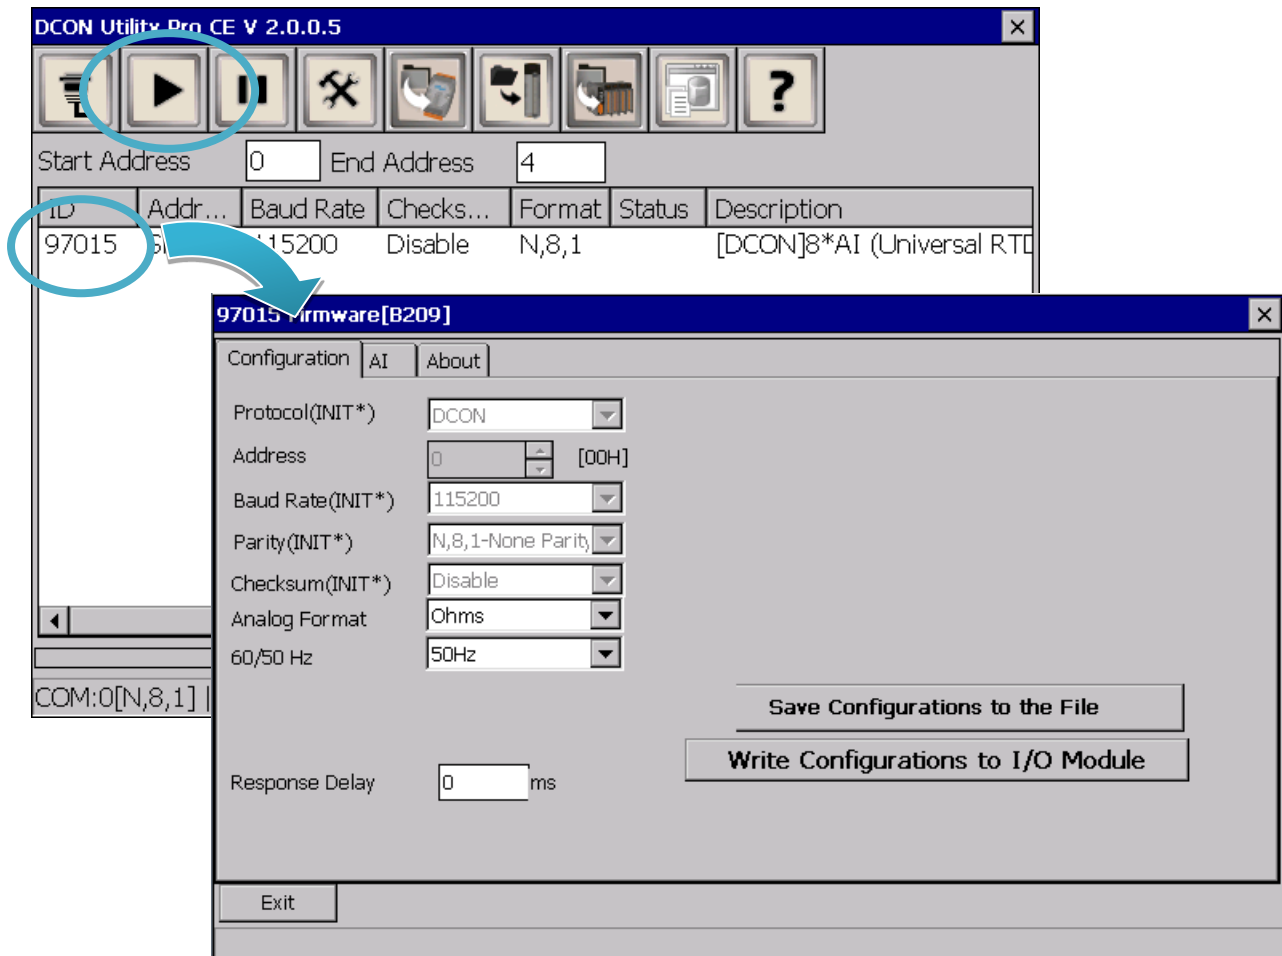 DCON Utility Pro CE V 2.0.0.5
Start Address 0 End Address 4
ID Addr... Baud Rate Checks... Format Status Description
97015 115200 Disable N,8,1 [DCON]8*AI (Universal RTD
97015 Firmware[B209]
Configuration AI About
Protocol(INIT*) DCON
Address 0 [00H]
Baud Rate(INIT*) 115200
Parity(INIT*) N,8,1-None Parity
Checksum(INIT*) Disable
Analog Format Ohms
60/50 Hz 50Hz
COM:0[N,8,1] |
Save Configurations to the File
Write Configurations to I/O Module
Response Delay 0 ms
Exit